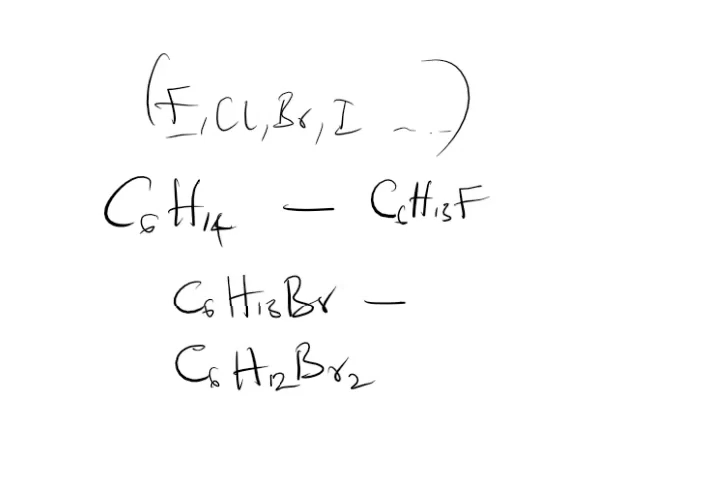 (F, Cl, Br, I ~ ...)
C6H14 — C6H13F
C6H13Br —
C6H12Br2